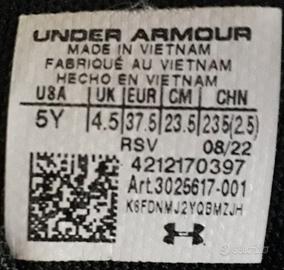 UNDER ARMOUR
MADE IN VIETNAM
FABRIQUÉ AU VIETNAM
HECHO EN VIETNAM
USA UK EUR CM CHN
5Y 4.5 37.5 23.5 235(2.5)
RSV 08/22
4212170397
Art.3025617-001
K8FDNMJ2YQBMZJH